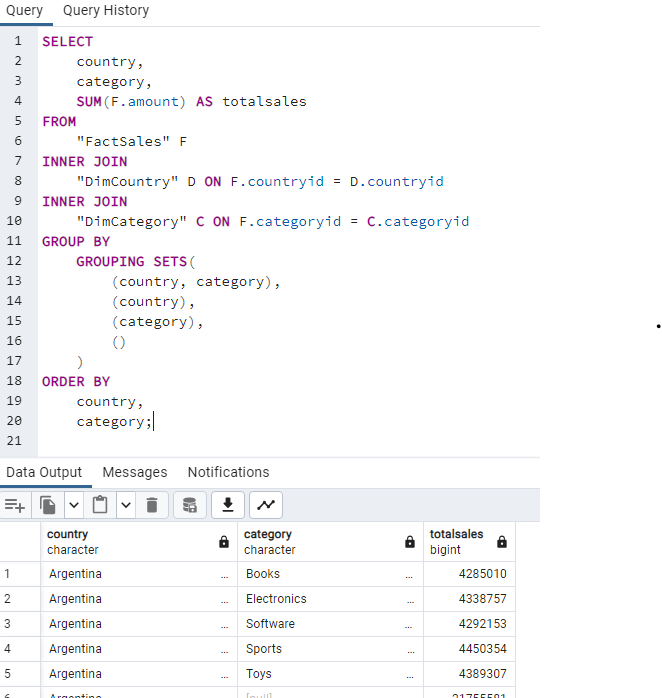 Query Query History
1 SELECT
2 country,
3 category,
4 SUM(F.amount) AS totalsales
5 FROM
6 "FactSales" F
7 INNER JOIN
8 "DimCountry" D ON F.countryid = D.countryid
9 INNER JOIN
10 "DimCategory" C ON F.categoryid = C.categoryid
11 GROUP BY
12 GROUPING SETS(
13 (country, category),
14 (country),
15 (category),
16 ()
17 )
18 ORDER BY
19 country,
20 category;
21
Data Output Messages Notifications
country category totalsales
character character bigint
1 Argentina ... Books ... 4285010
2 Argentina ... Electronics ... 4338757
3 Argentina ... Software ... 4292153
4 Argentina ... Sports ... 4450354
5 Argentina ... Toys ... 4389307
6 Argentina ... [null] 21755581